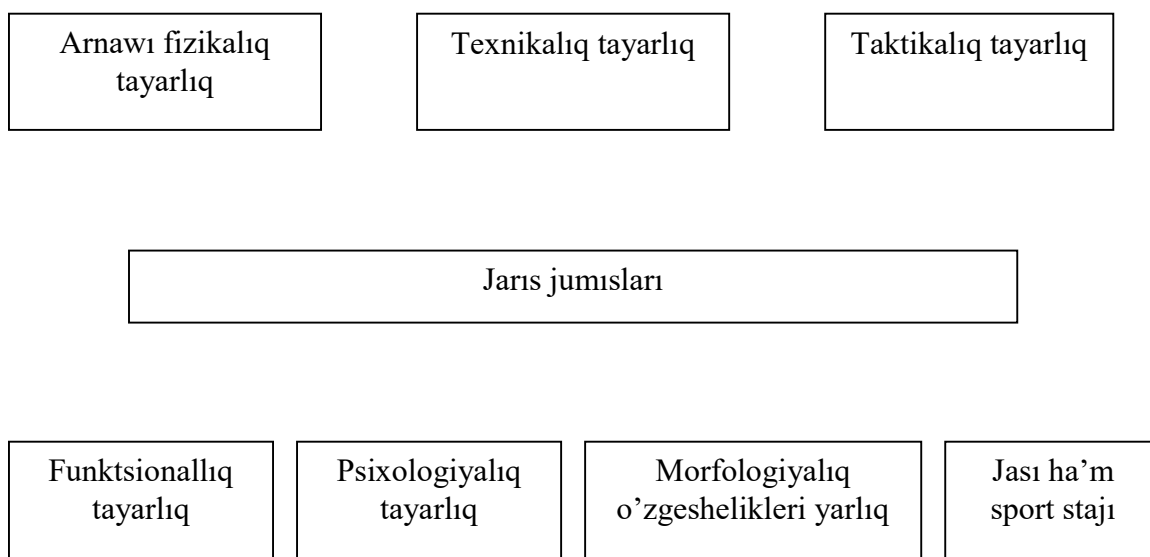 Arnawı fizikalıq
tayarlıq
Texnikalıq tayarlıq
Taktikalıq tayarlıq
Jarıs jumısları
Funktsionallıq
tayarlıq
Psixologiyalıq
tayarlıq
Morfologiyalıq
o’zgeshelikleri yarlıq
Jası ha’m
sport stajı